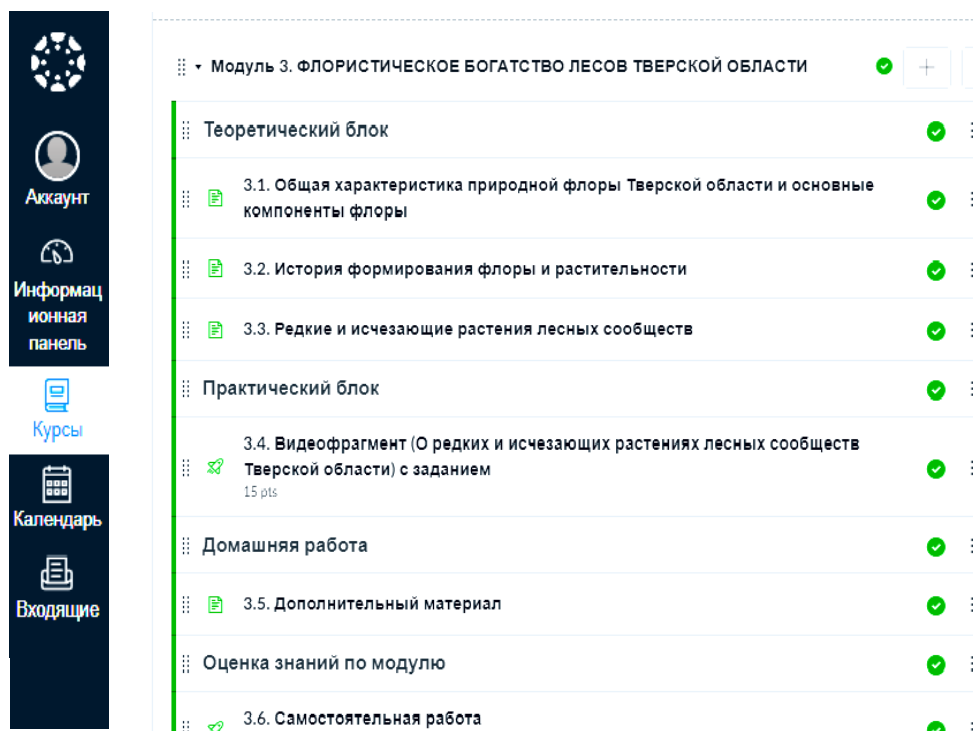 Аккаунт
Информац
ионная
панель
Курсы
Календарь
Входящие
Модуль 3. ФЛОРИСТИЧЕСКОЕ БОГАТСТВО ЛЕСОВ ТВЕРСКОЙ ОБЛАСТИ
Теоретический блок
3.1. Общая характеристика природной флоры Тверской области и основные
компоненты флоры
3.2. История формирования флоры и растительности
3.3. Редкие и исчезающие растения лесных сообществ
Практический блок
3.4. Видеофрагмент (О редких и исчезающих растениях лесных сообществ
Тверской области) с заданием
15 pts
Домашняя работа
3.5. Дополнительный материал
Оценка знаний по модулю
3.6. Самостоятельная работа